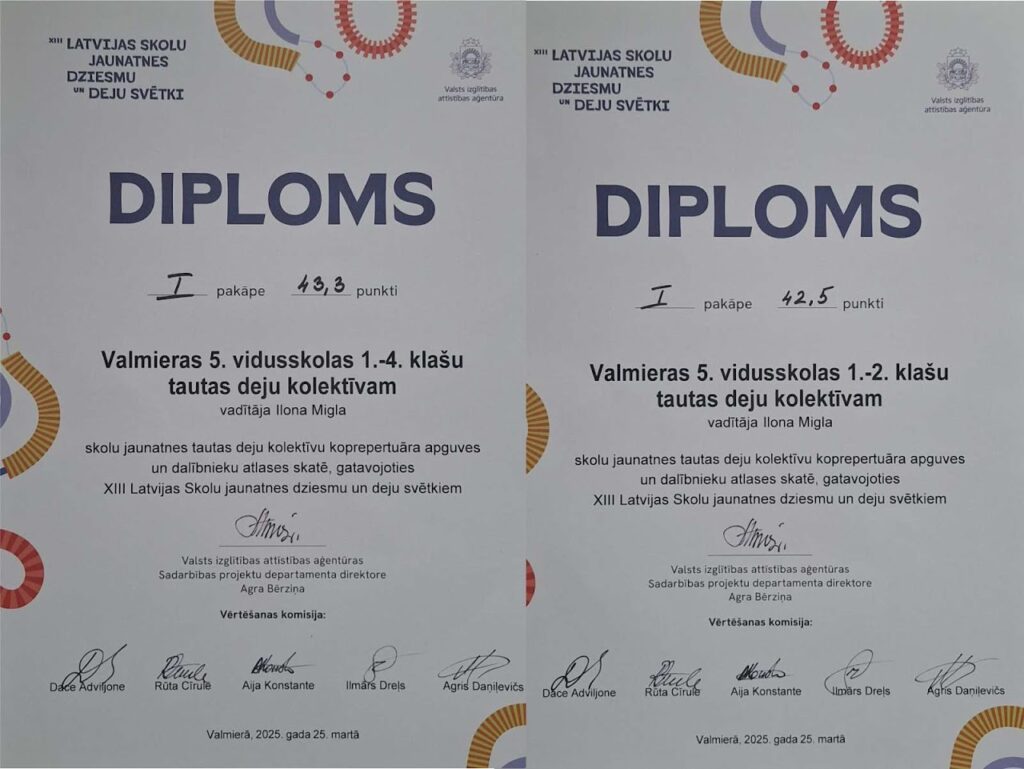 XIII LATVIJAS SKOLU
JAUNATNES
DZIESMU
UN DEJU SVĒTKI
Valsts izglītības
attīstības aģentūra
DIPLOMS
I pakāpe 43,3 punkti
Valmieras 5. vidusskolas 1.-4. klašu
tautas deju kolektīvam
vadītāja Ilona Migla
skolu jaunatnes tautas deju kolektīvu koprepertuāra apguves
un dalībnieku atlases skatē, gatavojoties
XIII Latvijas Skolu jaunatnes dziesmu un deju svētkiem
Valsts izglītības attīstības aģentūras
Sadarbības projektu departamenta direktore
Agra Bērziņa
Vērtēšanas komisija:
Dace Adviljone Rūta Cīrule Aija Konstante Ilmārs Dreļs Agris Daņiļevičs
Valmierā, 2025. gada 25. martā
XIII LATVIJAS SKOLU
JAUNATNES
DZIESMU
UN DEJU SVĒTKI
Valsts izglītības
attīstības aģentūra
DIPLOMS
I pakāpe 42,5 punkti
Valmieras 5. vidusskolas 1.-2. klašu
tautas deju kolektīvam
vadītāja Ilona Migla
skolu jaunatnes tautas deju kolektīvu koprepertuāra apguves
un dalībnieku atlases skatē, gatavojoties
XIII Latvijas Skolu jaunatnes dziesmu un deju svētkiem
Valsts izglītības attīstības aģentūras
Sadarbības projektu departamenta direktore
Agra Bērziņa
Vērtēšanas komisija:
Dace Adviljone Rūta Cīrule Aija Konstante Ilmārs Dreļs Agris Daņiļevičs
Valmierā, 2025. gada 25. martā